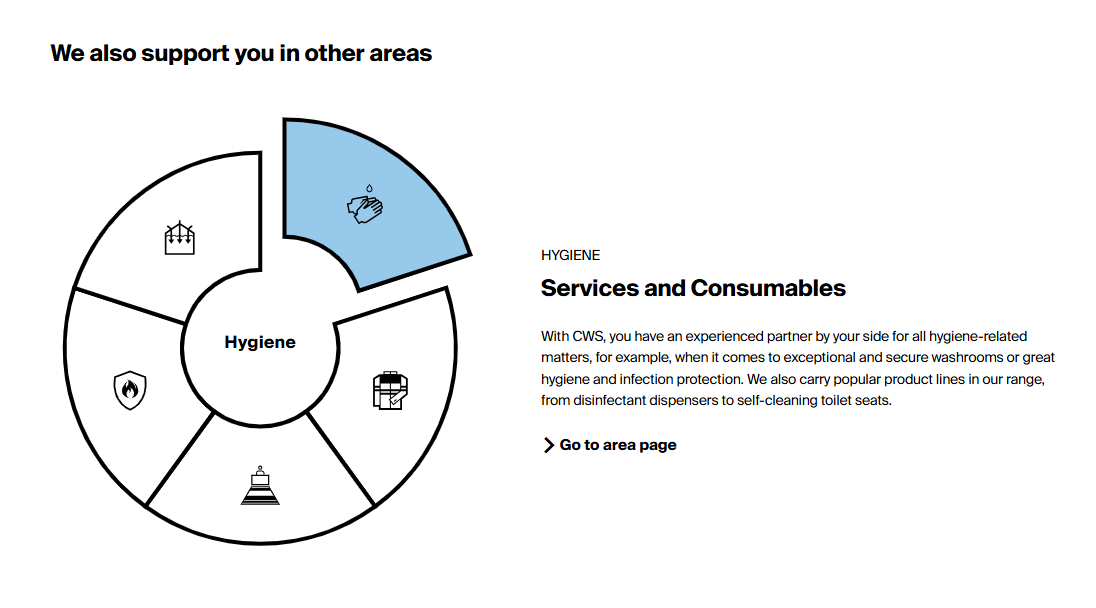 We also support you in other areas
Hygiene
HYGIENE
Services and Consumables
With CWS, you have an experienced partner by your side for all hygiene-related
matters, for example, when it comes to exceptional and secure washrooms or great
hygiene and infection protection. We also carry popular product lines in our range,
from disinfectant dispensers to self-cleaning toilet seats.
Go to area page